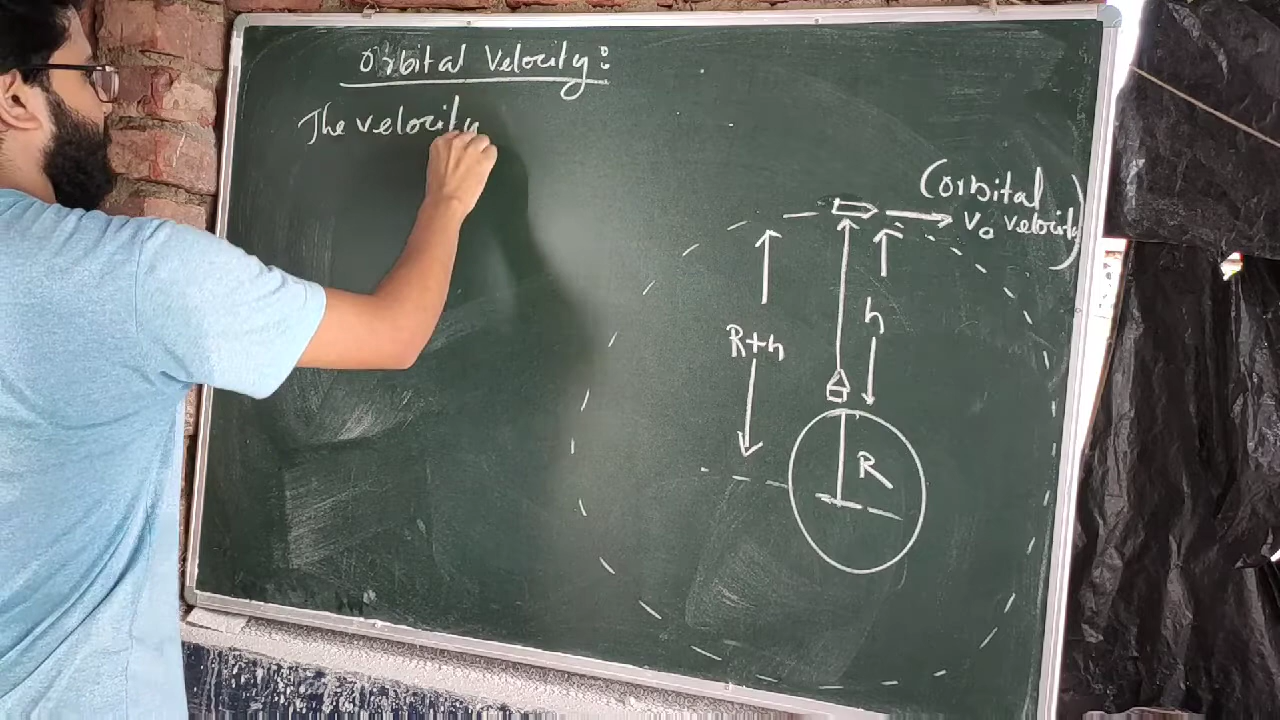 Orbital Velocity:
The velocity
(orbital
v₀ velocity)
h
R+h
R